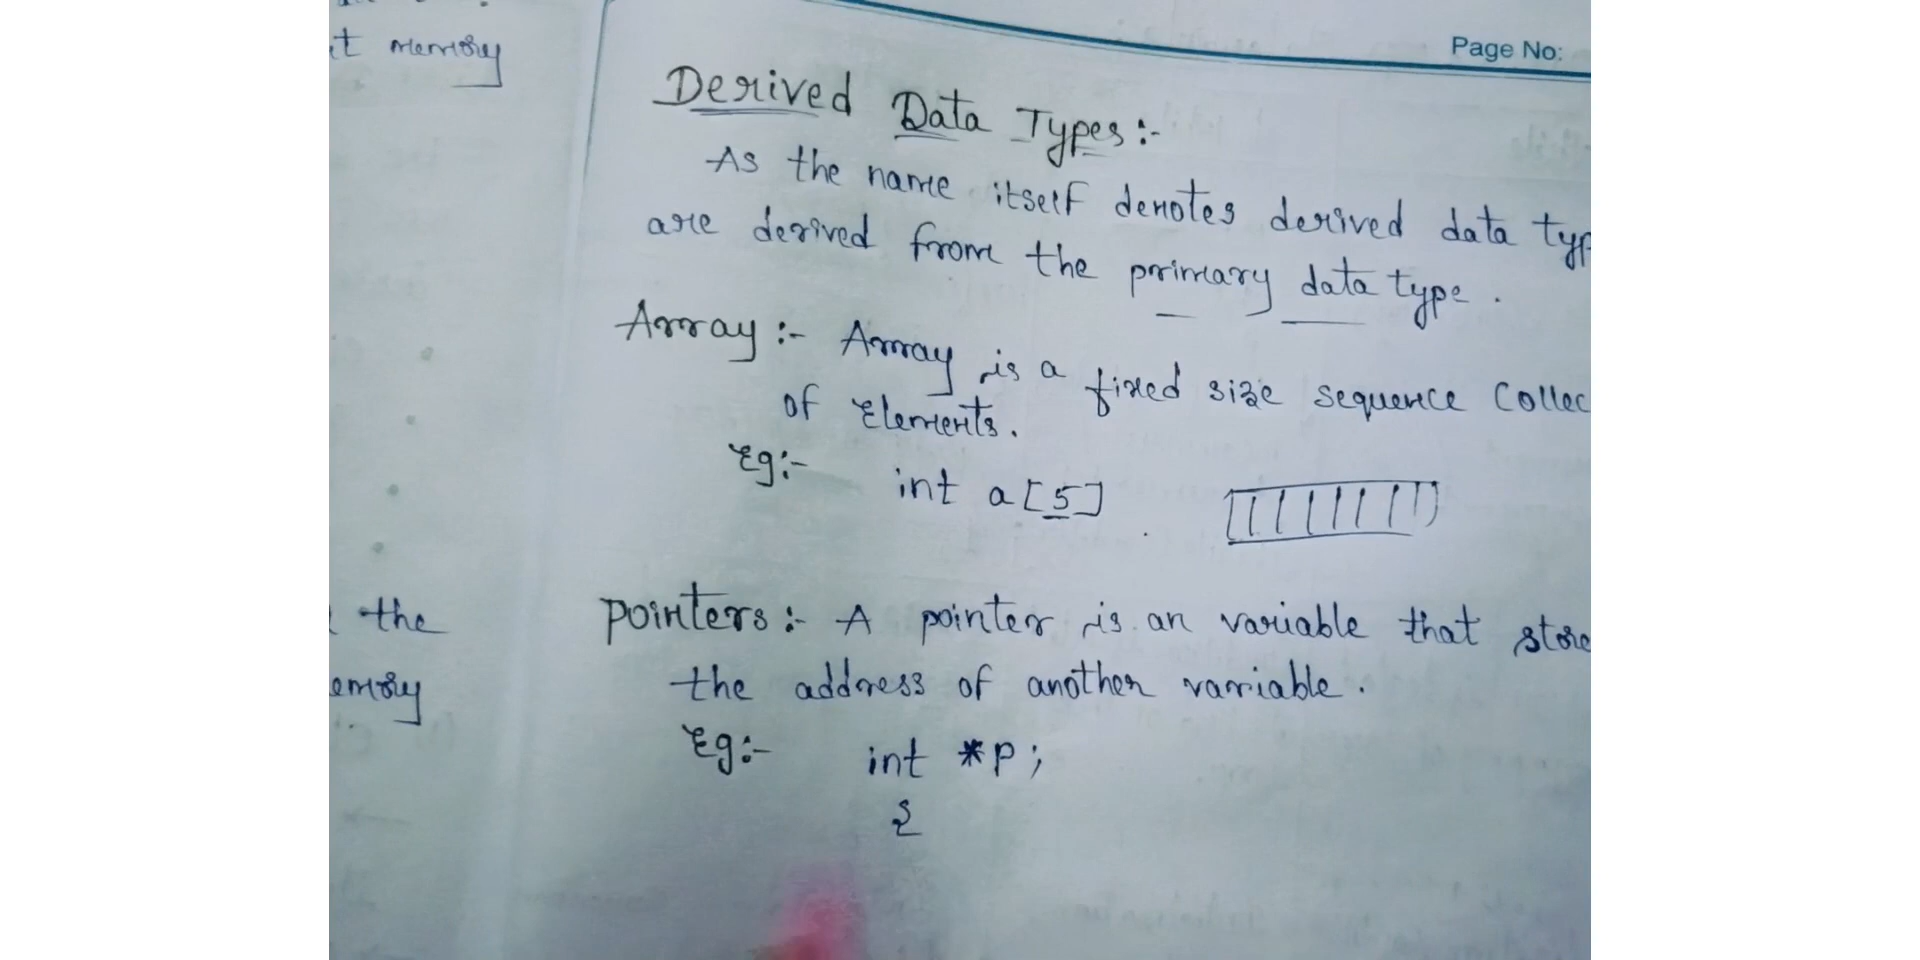 t memory
Page No:
Derived Data Types :-
As the name itself denotes derived data typ
are derived from the primary data type .
Array :- Array is a fixed size sequence collec
of Elements.
Eg:- int a[5]
the
emory
pointers :- A pointer is an variable that store
the address of another variable .
Eg:- int *p ;
{